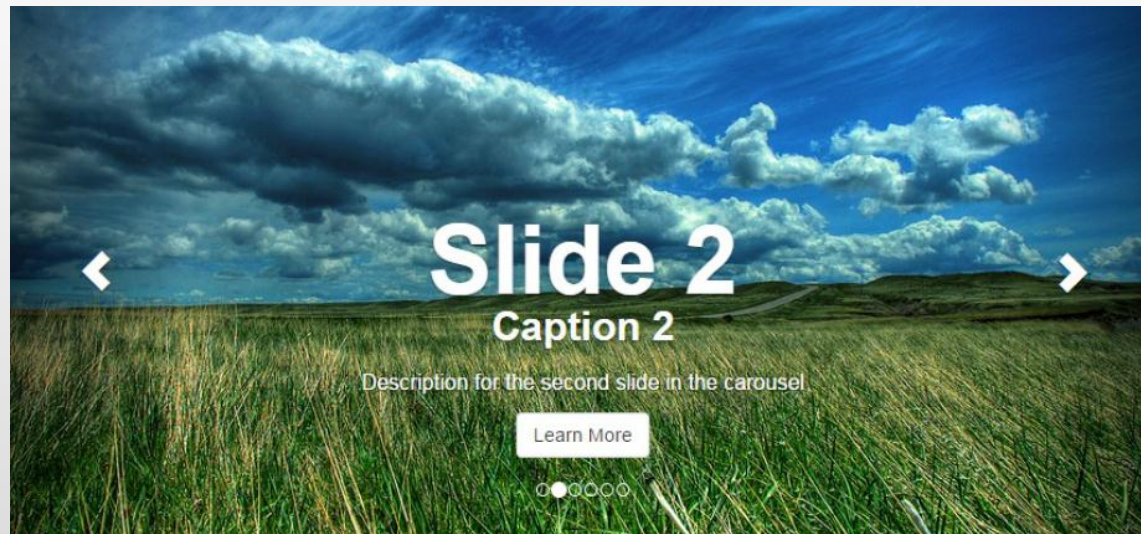 Slide 2
Caption 2
Description for the second slide in the carousel.
Learn More